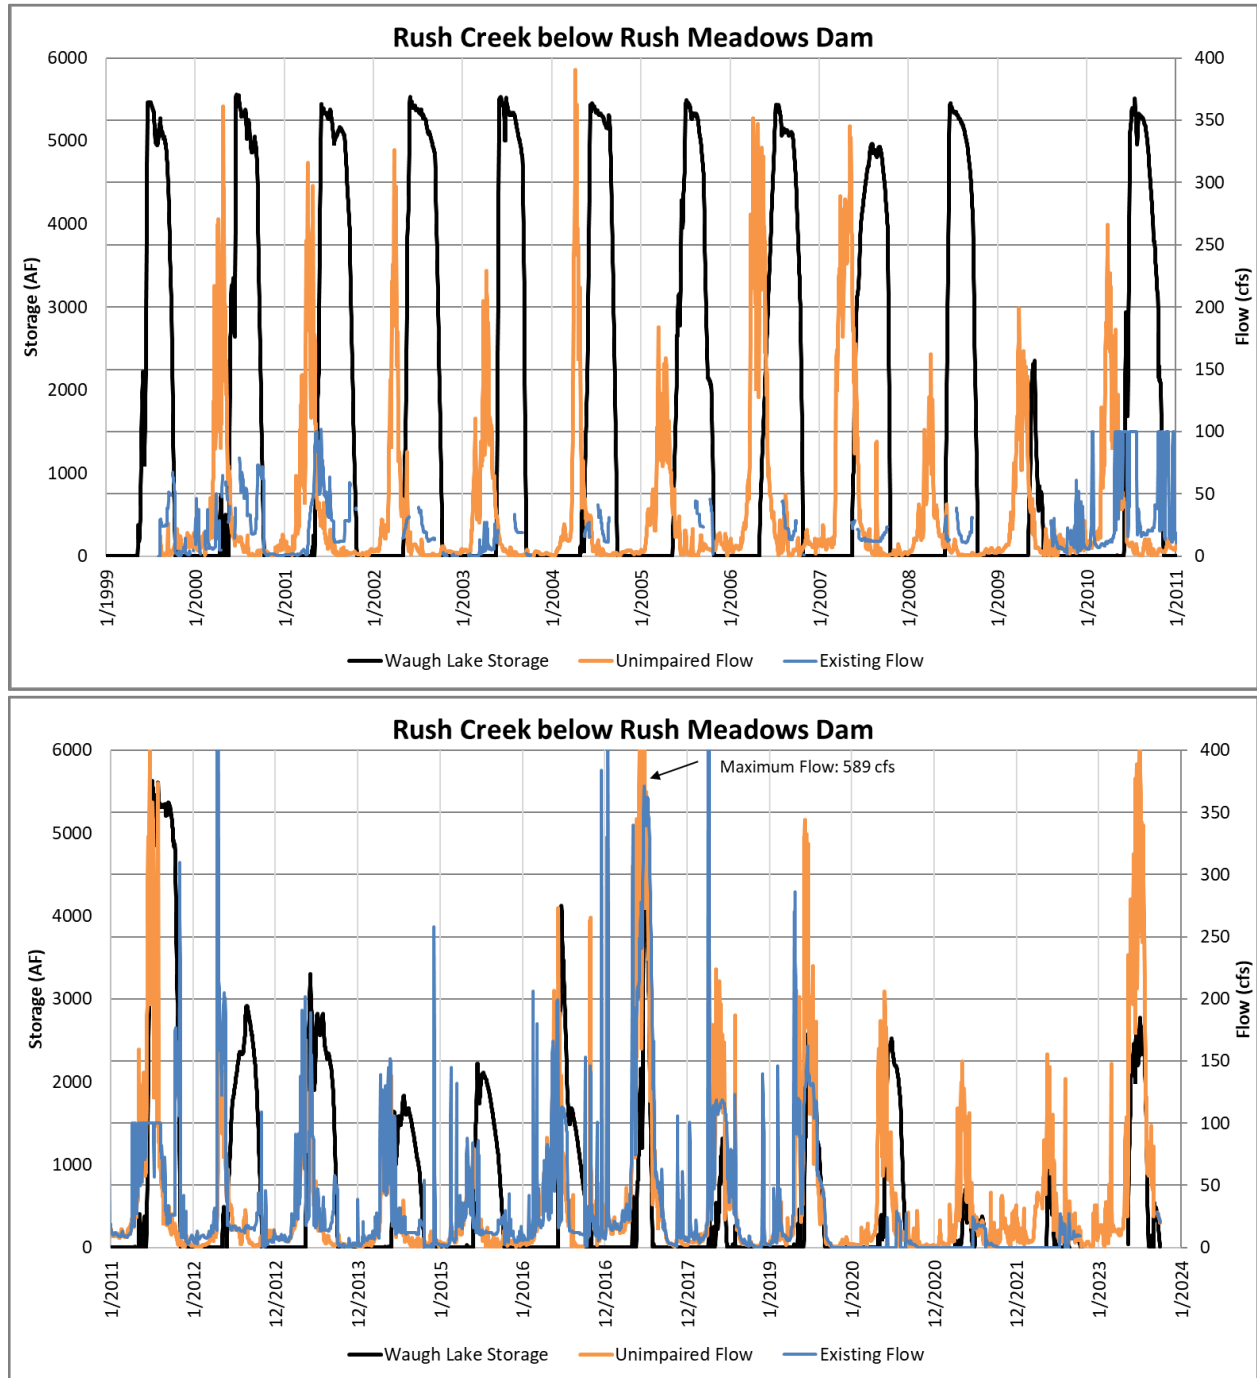 Rush Creek below Rush Meadows Dam
6000 400
350
5000
300
4000
250
3000 200
150
2000
100
1000
50
0 0
Storage (AF)
Flow (cfs)
1/1999 1/2000 1/2001 1/2002 1/2003 1/2004 1/2005 1/2006 1/2007 1/2008 1/2009 1/2010 1/2011
Waugh Lake Storage Unimpaired Flow Existing Flow
Rush Creek below Rush Meadows Dam
6000 400
Maximum Flow: 589 cfs
350
5000
300
4000
250
3000 200
150
2000
100
1000
50
0 0
Storage (AF)
Flow (cfs)
1/2011 1/2012 12/2012 12/2013 1/2015 1/2016 12/2016 12/2017 1/2019 1/2020 12/2020 12/2021 1/2023 1/2024
Waugh Lake Storage Unimpaired Flow Existing Flow